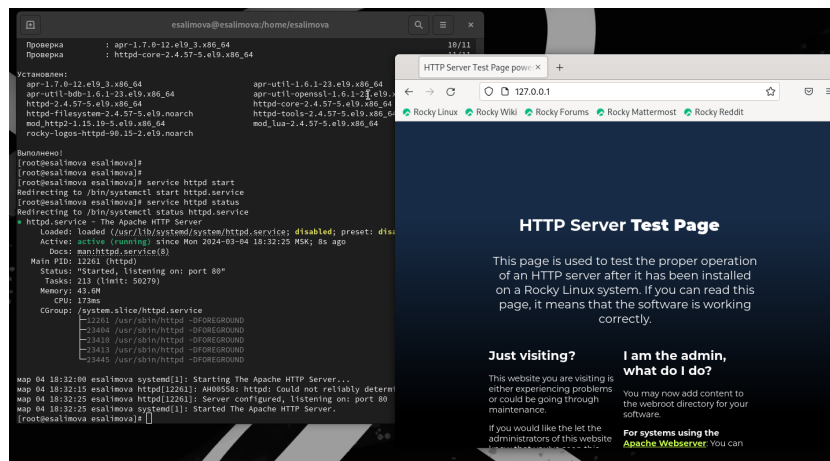 esalimova@esalimova:/home/esalimova
Проверка : apr-1.7.0-12.el9_3.x86_64 10/11
Проверка : httpd-core-2.4.57-5.el9.x86_64 11/11
Установлен:
apr-1.7.0-12.el9_3.x86_64 apr-util-1.6.1-23.el9.x86_64
apr-util-bdb-1.6.1-23.el9.x86_64 apr-util-openssl-1.6.1-23.el9.x
httpd-2.4.57-5.el9.x86_64 httpd-core-2.4.57-5.el9.x86_64
httpd-filesystem-2.4.57-5.el9.noarch httpd-tools-2.4.57-5.el9.x86_64
mod_http2-1.15.19-5.el9.x86_64 mod_lua-2.4.57-5.el9.x86_64
rocky-logos-httpd-90.15-2.el9.noarch
Выполнено!
[root@esalimova esalimova]#
[root@esalimova esalimova]#
[root@esalimova esalimova]# service httpd start
Redirecting to /bin/systemctl start httpd.service
[root@esalimova esalimova]# service httpd status
Redirecting to /bin/systemctl status httpd.service
● httpd.service - The Apache HTTP Server
Loaded: loaded (/usr/lib/systemd/system/httpd.service; disabled; preset: disa
Active: active (running) since Mon 2024-03-04 18:32:25 MSK; 8s ago
Docs: man:httpd.service(8)
Main PID: 12261 (httpd)
Status: "Started, listening on: port 80"
Tasks: 213 (limit: 50279)
Memory: 43.6M
CPU: 173ms
CGroup: /system.slice/httpd.service
├─12261 /usr/sbin/httpd -DFOREGROUND
├─23404 /usr/sbin/httpd -DFOREGROUND
├─23410 /usr/sbin/httpd -DFOREGROUND
├─23413 /usr/sbin/httpd -DFOREGROUND
└─23445 /usr/sbin/httpd -DFOREGROUND
мар 04 18:32:00 esalimova systemd[1]: Starting The Apache HTTP Server...
мар 04 18:32:15 esalimova httpd[12261]: AH00558: httpd: Could not reliably determi
мар 04 18:32:25 esalimova httpd[12261]: Server configured, listening on: port 80
мар 04 18:32:25 esalimova systemd[1]: Started The Apache HTTP Server.
[root@esalimova esalimova]#
HTTP Server Test Page powe
127.0.0.1
Rocky Linux Rocky Wiki Rocky Forums Rocky Mattermost Rocky Reddit
HTTP Server Test Page
This page is used to test the proper operation
of an HTTP server after it has been installed
on a Rocky Linux system. If you can read this
page, it means that the software is working
correctly.
Just visiting?
This website you are visiting is
either experiencing problems
or could be going through
maintenance.
If you would like the let the
administrators of this website
I am the admin,
what do I do?
You may now add content to
the webroot directory for your
software.
For systems using the
Apache Webserver: You can